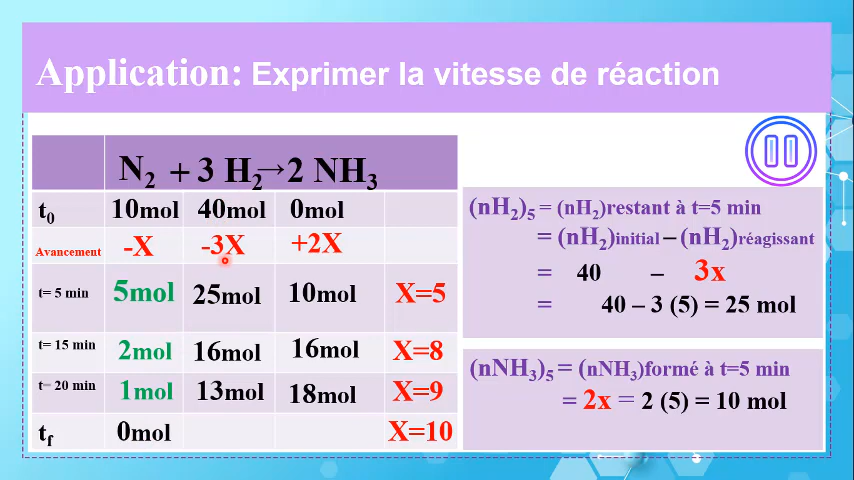 Application: Exprimer la vitesse de réaction
N₂ + 3 H₂→ 2 NH₃
t₀ 10mol 40mol 0mol
Avancement -X -3X +2X
t= 5 min 5mol 25mol 10mol X=5
t= 15 min 2mol 16mol 16mol X=8
t= 20 min 1mol 13mol 18mol X=9
t_f 0mol X=10
(nH₂)₅ = (nH₂)restant à t=5 min
= (nH₂)initial – (nH₂)réagissant
= 40 – 3x
= 40 – 3 (5) = 25 mol
(nNH₃)₅ = (nNH₃)formé à t=5 min
= 2x = 2 (5) = 10 mol